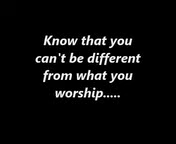 Know that you
can't be different
from what you
worship.....